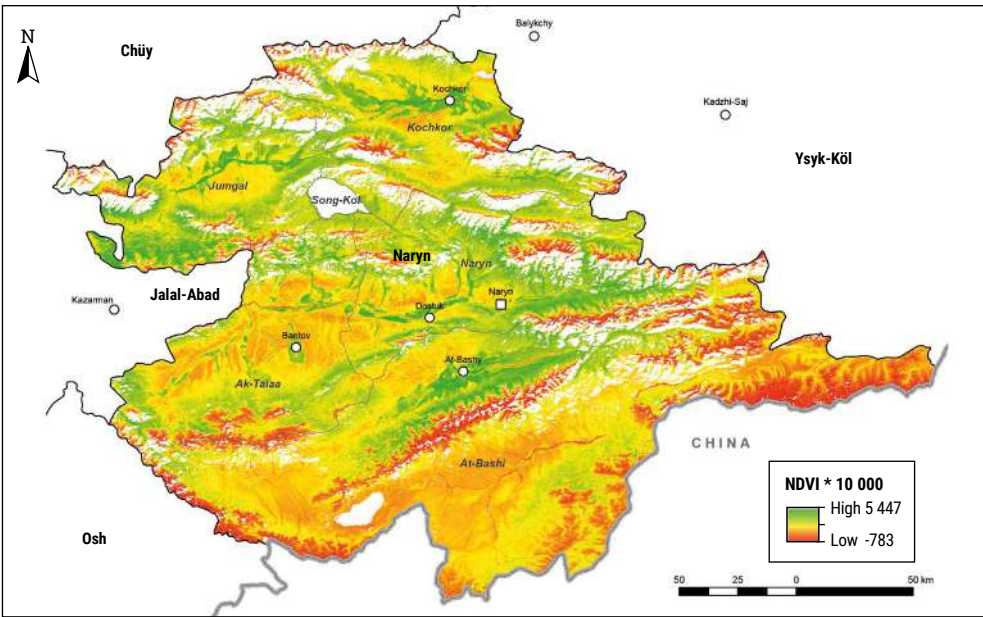 Balykchy
N
Chüy
Kochkor
Kadzhi-Saj
Kochkor
Ysyk-Köl
Jumgal
Song-Kol
Naryn
Naryn
Jalal-Abad
Naryn
Kazarman
Dostuk
Baetov
At-Bashy
Ak-Talaa
CHINA
At-Bashi
NDVI * 10 000
High 5 447
Low -783
Osh
50 25 0 50 km